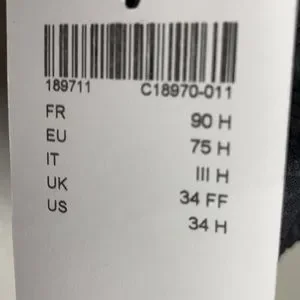 189711 C18970-011
FR 90 H
EU 75 H
IT III H
UK 34 FF
US 34 H